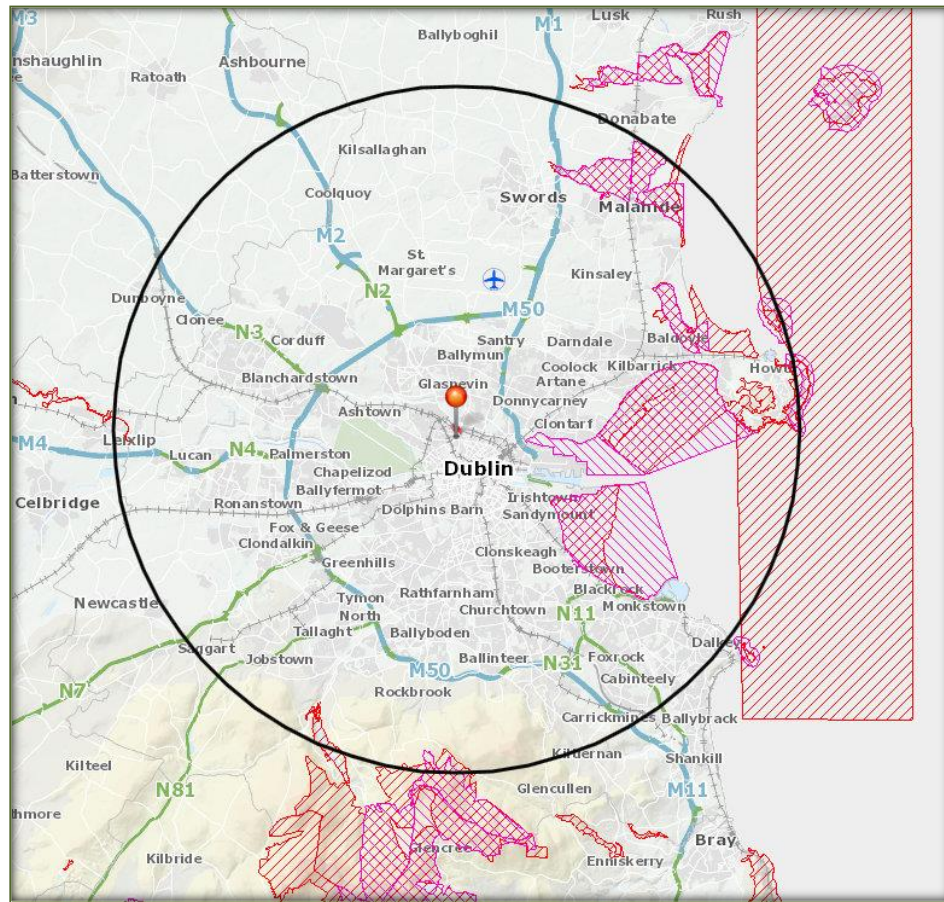 M3
M1
Lusk
Rush
Ballyboghil
nshaughlin
Ashbourne
Ratoath
Donabate
Kilsallaghan
Batterstown
Coolquoy
Swords
Malahide
M2
St.
Margaret's
Kinsaley
N2
Dunboyne
M50
Clonee
N3
Corduff
Santry
Darndale
Baldoyle
Ballymun
Coolock
Kilbarrick
Howth
Blanchardstown
Glasnevin
Artane
Donnycarney
Ashtown
Clontarf
M4
Leixlip
Lucan
N4
Palmerston
Dublin
Chapelizod
Celbridge
Ronanstown
Ballyfermot
Irishtown
Dolphins Barn
Sandymount
Fox & Geese
Clondalkin
Clonskeagh
Greenhills
Booterstown
Newcastle
Tymon
North
Rathfarnham
Churchtown
Blackrock
Monkstown
N11
Tallaght
Ballyboden
Dalkey
Saggart
Jobstown
M50
Ballinteer
N31
Foxrock
N7
Rockbrook
Cabinteely
Carrickmines
Ballybrack
Kilteel
Kilternan
Shankill
N81
Glencullen
M11
thmore
Glencree
Bray
Kilbride
Enniskerry